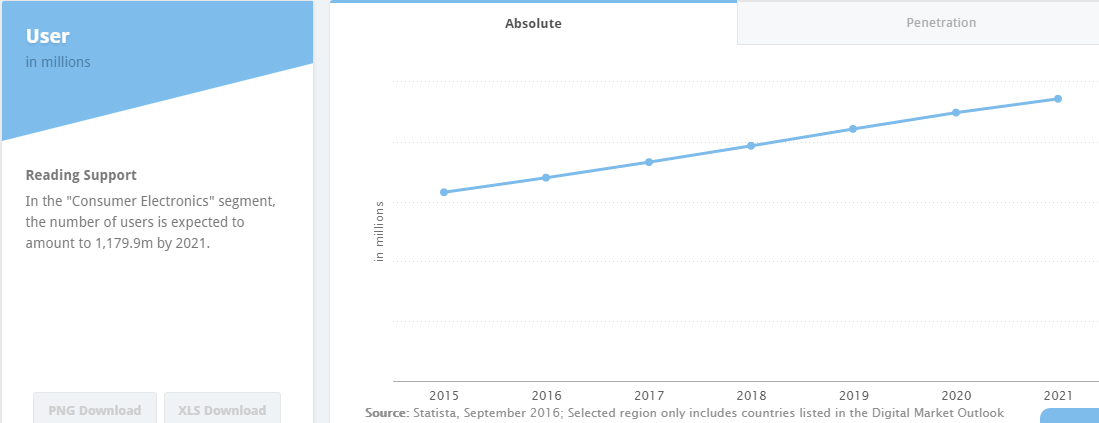 User
in millions
Reading Support
In the "Consumer Electronics" segment,
the number of users is expected to
amount to 1,179.9m by 2021.
PNG Download
XLS Download
Absolute
Penetration
in millions
2015 2016 2017 2018 2019 2020 2021
Source: Statista, September 2016; Selected region only includes countries listed in the Digital Market Outlook